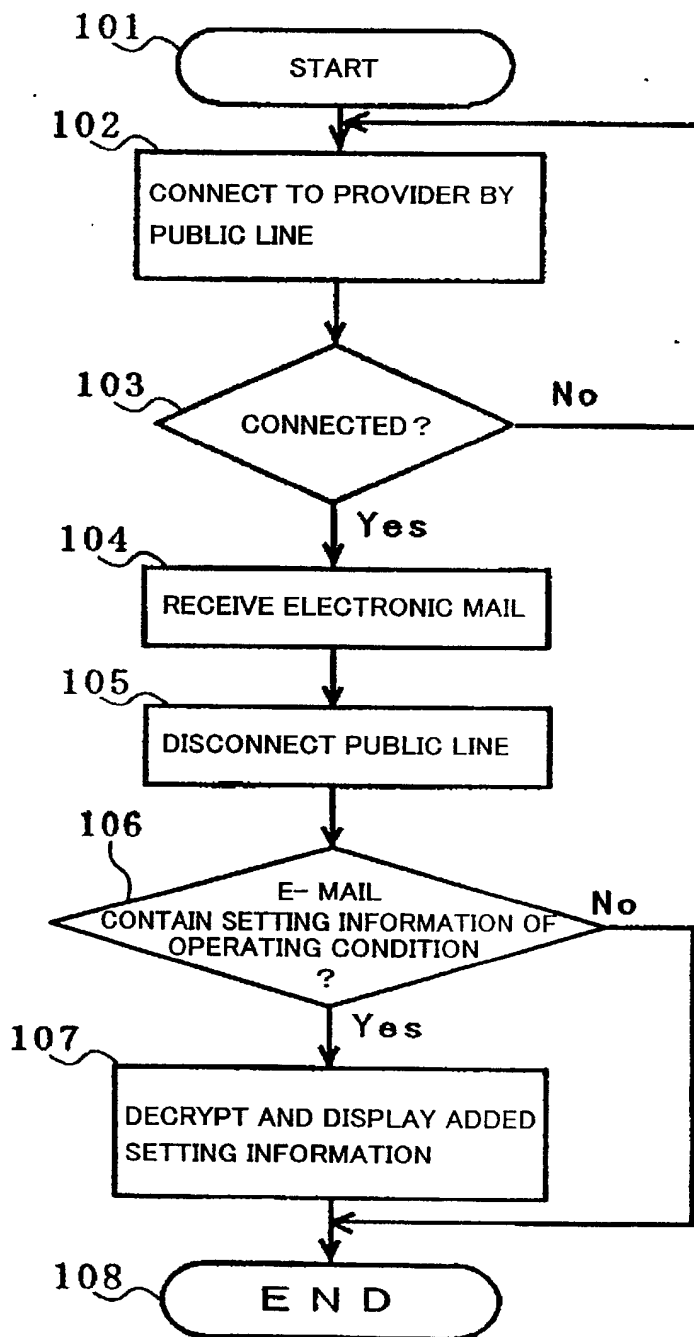 101
START
102
CONNECT TO PROVIDER BY
PUBLIC LINE
103
CONNECTED?
No
Yes
104
RECEIVE ELECTRONIC MAIL
105
DISCONNECT PUBLIC LINE
106
E- MAIL
CONTAIN SETTING INFORMATION OF
OPERATING CONDITION
?
No
Yes
107
DECRYPT AND DISPLAY ADDED
SETTING INFORMATION
108
END